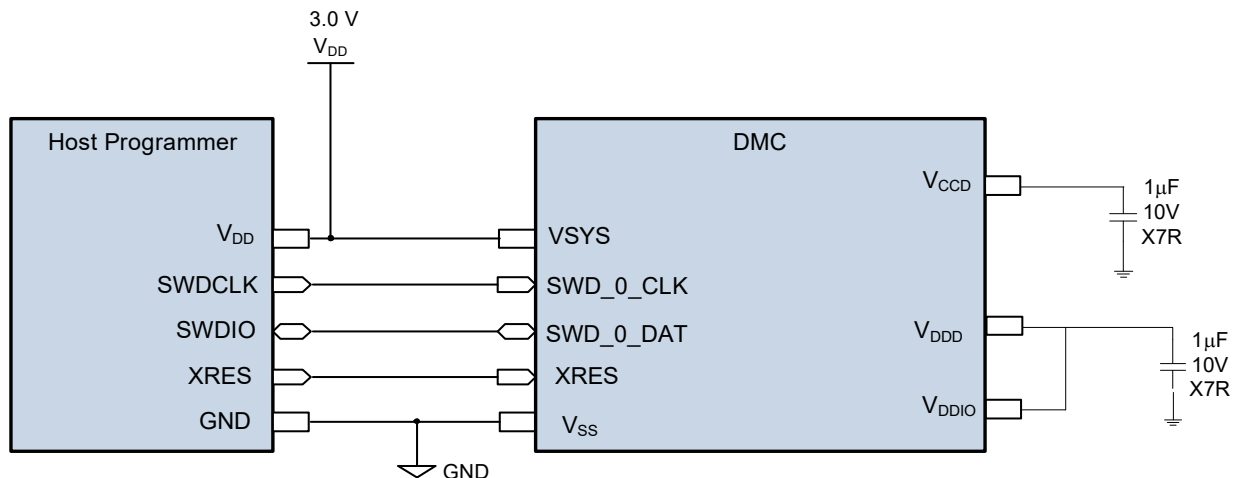 3.0 V
VDD
Host Programmer
DMC
VCCD
1μF
10V
X7R
VDD
VSYS
SWDCLK
SWD_0_CLK
SWDIO
SWD_0_DAT
VDDD
1μF
10V
X7R
XRES
XRES
VDDIO
GND
VSS
GND